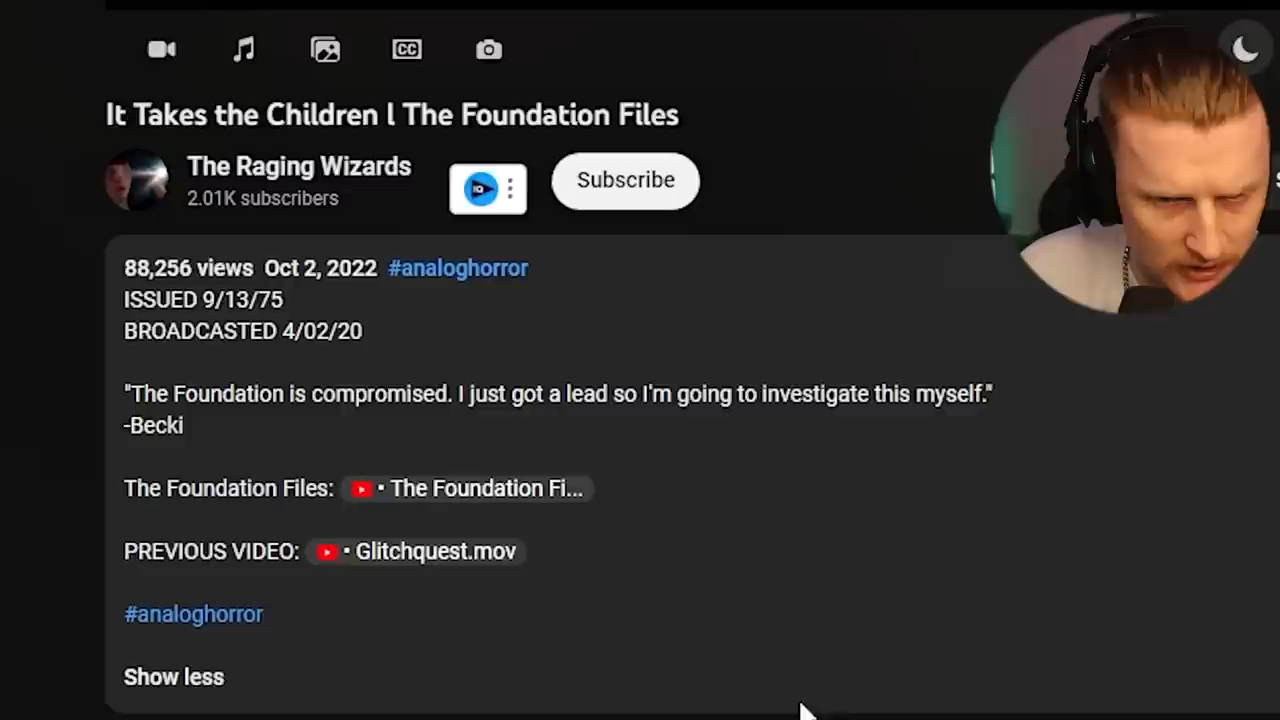 It Takes the Children l The Foundation Files
The Raging Wizards
2.01K subscribers
IQ
Subscribe
88,256 views Oct 2, 2022 #analoghorror
ISSUED 9/13/75
BROADCASTED 4/02/20
"The Foundation is compromised. I just got a lead so I'm going to investigate this myself."
-Becki
The Foundation Files: • The Foundation Fi...
PREVIOUS VIDEO: • Glitchquest.mov
#analoghorror
Show less